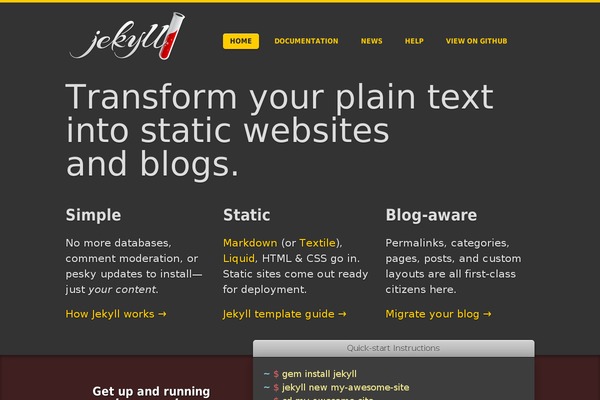 jekyll
HOME DOCUMENTATION NEWS HELP VIEW ON GITHUB
Transform your plain text
into static websites
and blogs.
Simple
No more databases,
comment moderation, or
pesky updates to install—
just your content.
How Jekyll works →
Static
Markdown (or Textile),
Liquid, HTML & CSS go in.
Static sites come out ready
for deployment.
Jekyll template guide →
Blog-aware
Permalinks, categories,
pages, posts, and custom
layouts are all first-class
citizens here.
Migrate your blog →
Quick-start Instructions
~ $ gem install jekyll
~ $ jekyll new my-awesome-site
~ $ cd my-awesome-site
Get up and running